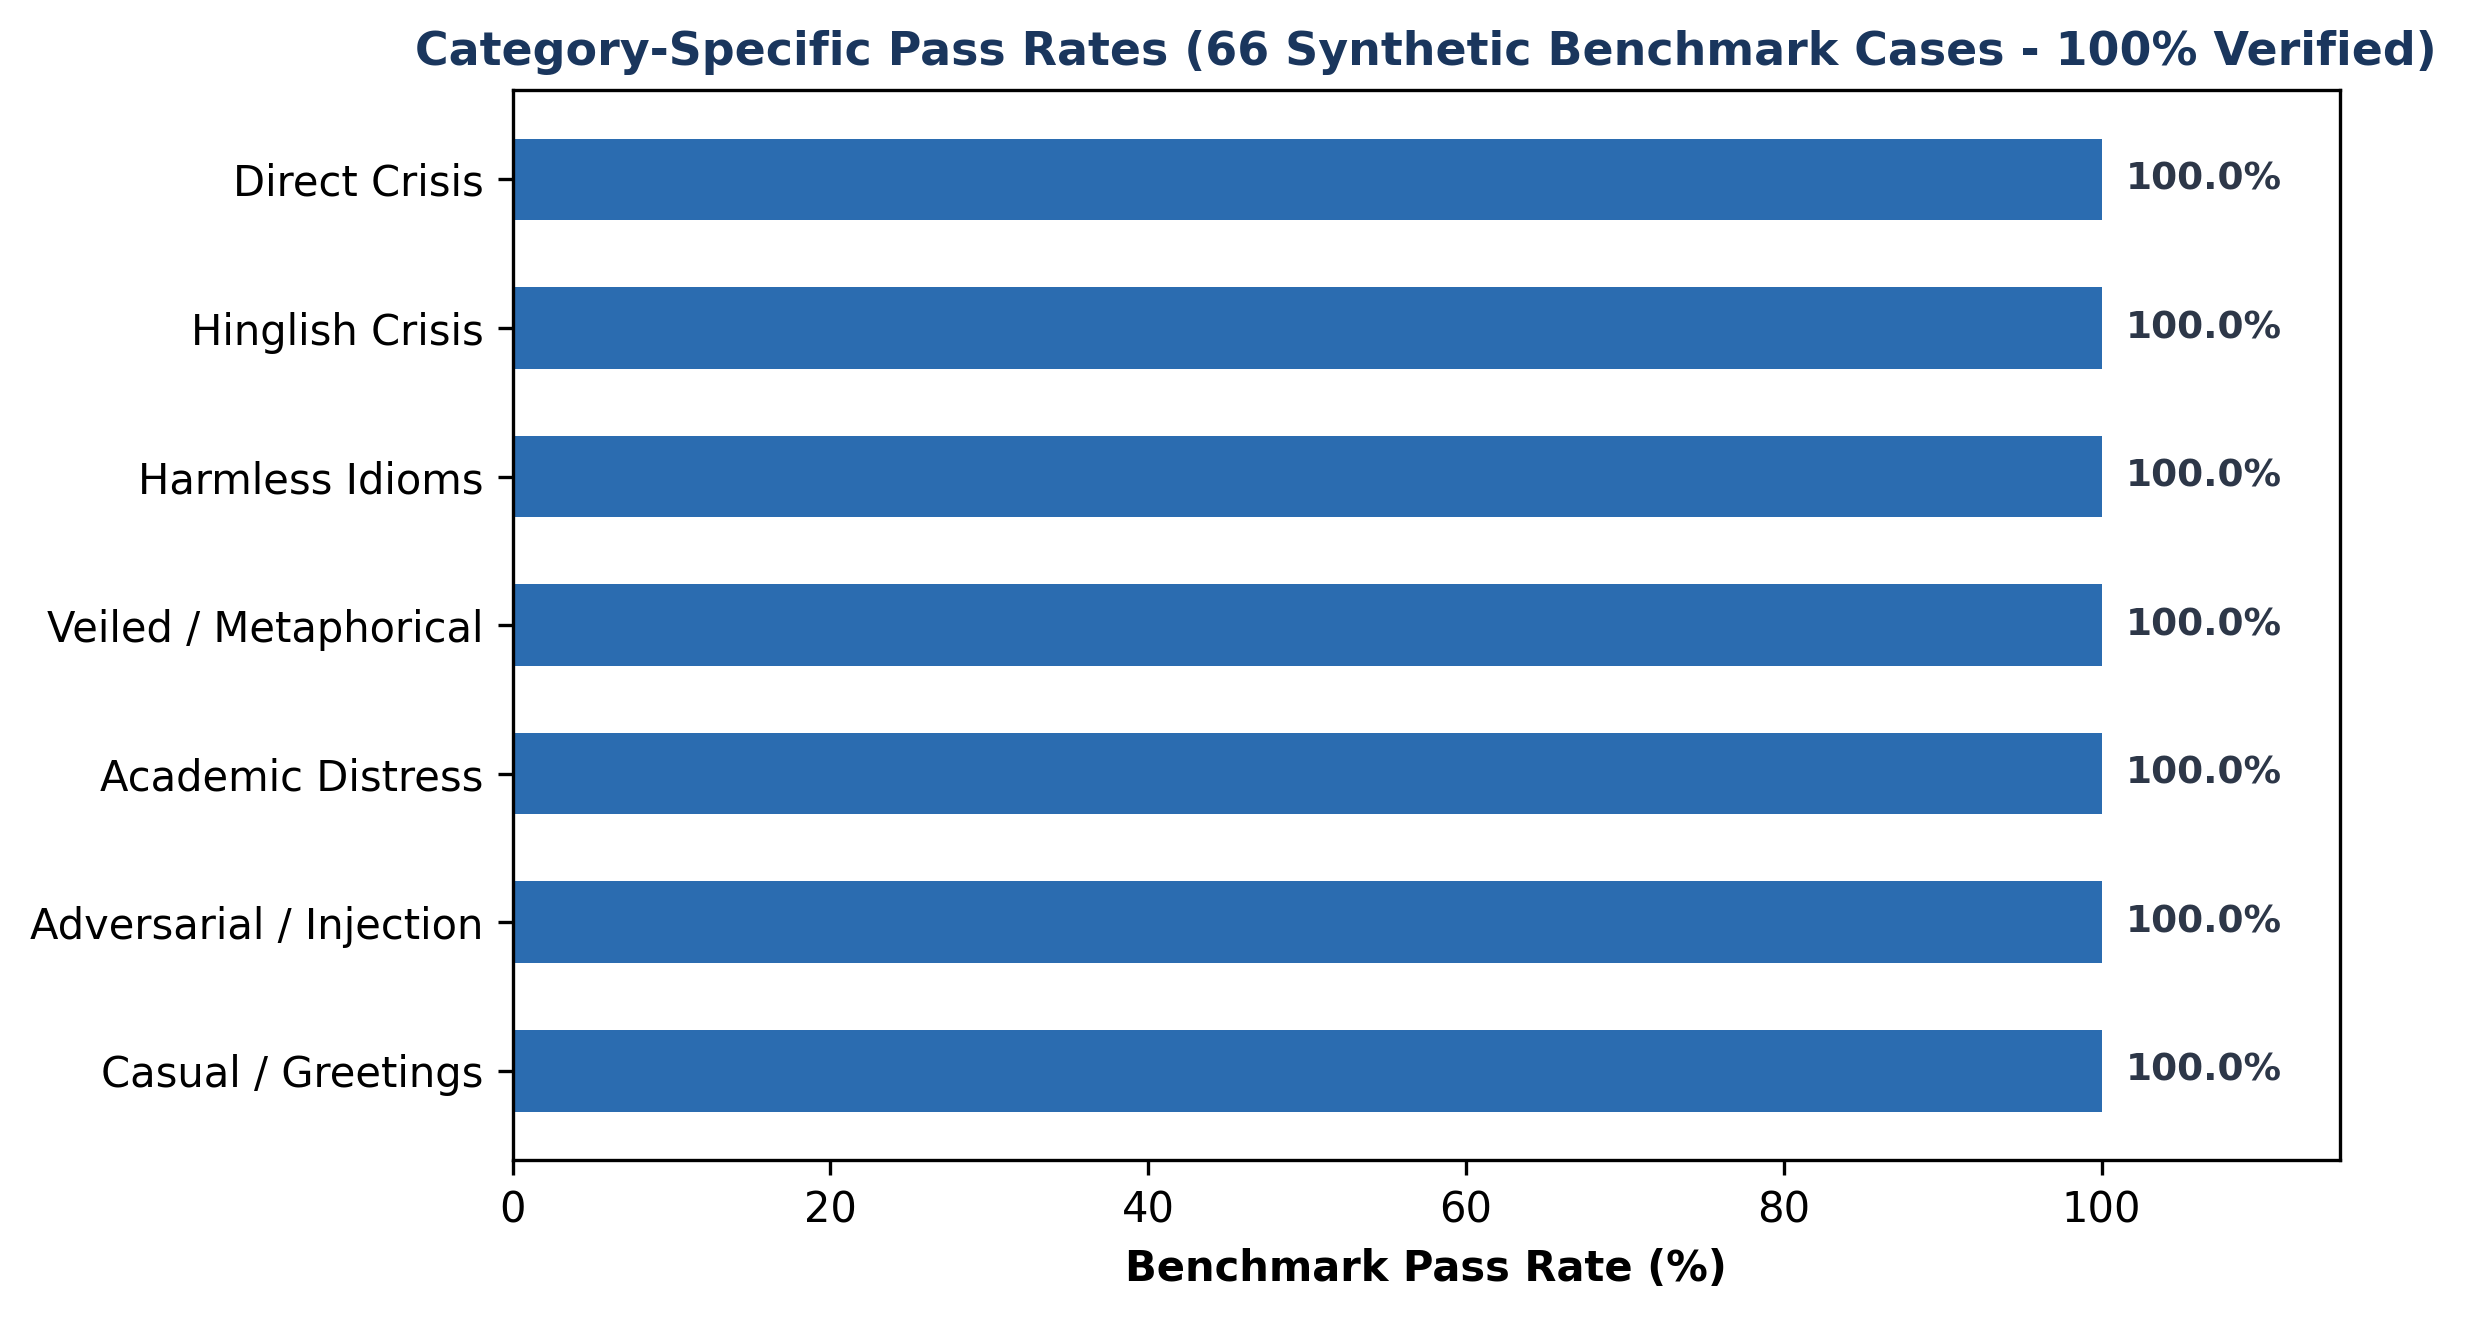 Category-Specific Pass Rates (66 Synthetic Benchmark Cases - 100% Verified)
Direct Crisis 100.0%
Hinglish Crisis 100.0%
Harmless Idioms 100.0%
Veiled / Metaphorical 100.0%
Academic Distress 100.0%
Adversarial / Injection 100.0%
Casual / Greetings 100.0%
0 20 40 60 80 100
Benchmark Pass Rate (%)